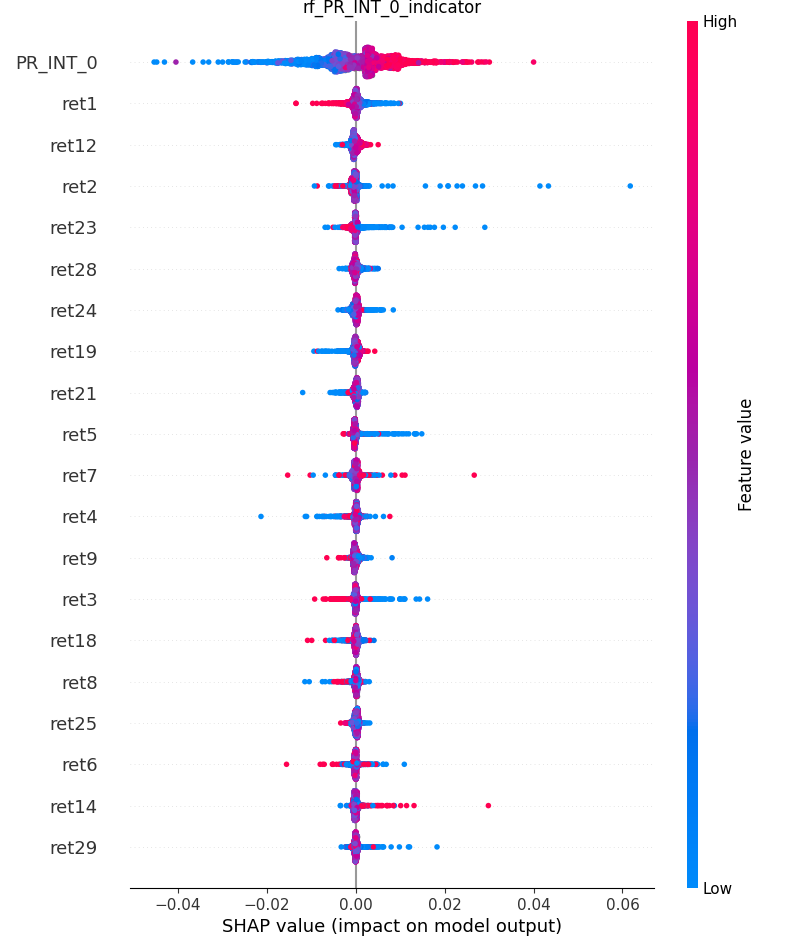 rf_PR_INT_0_indicator
High
PR_INT_0
ret1
ret12
ret2
ret23
ret28
ret24
ret19
ret21
ret5
ret7
ret4
ret9
ret3
ret18
ret8
ret25
ret6
ret14
ret29
Feature value
Low
−0.04 −0.02 0.00 0.02 0.04 0.06
SHAP value (impact on model output)